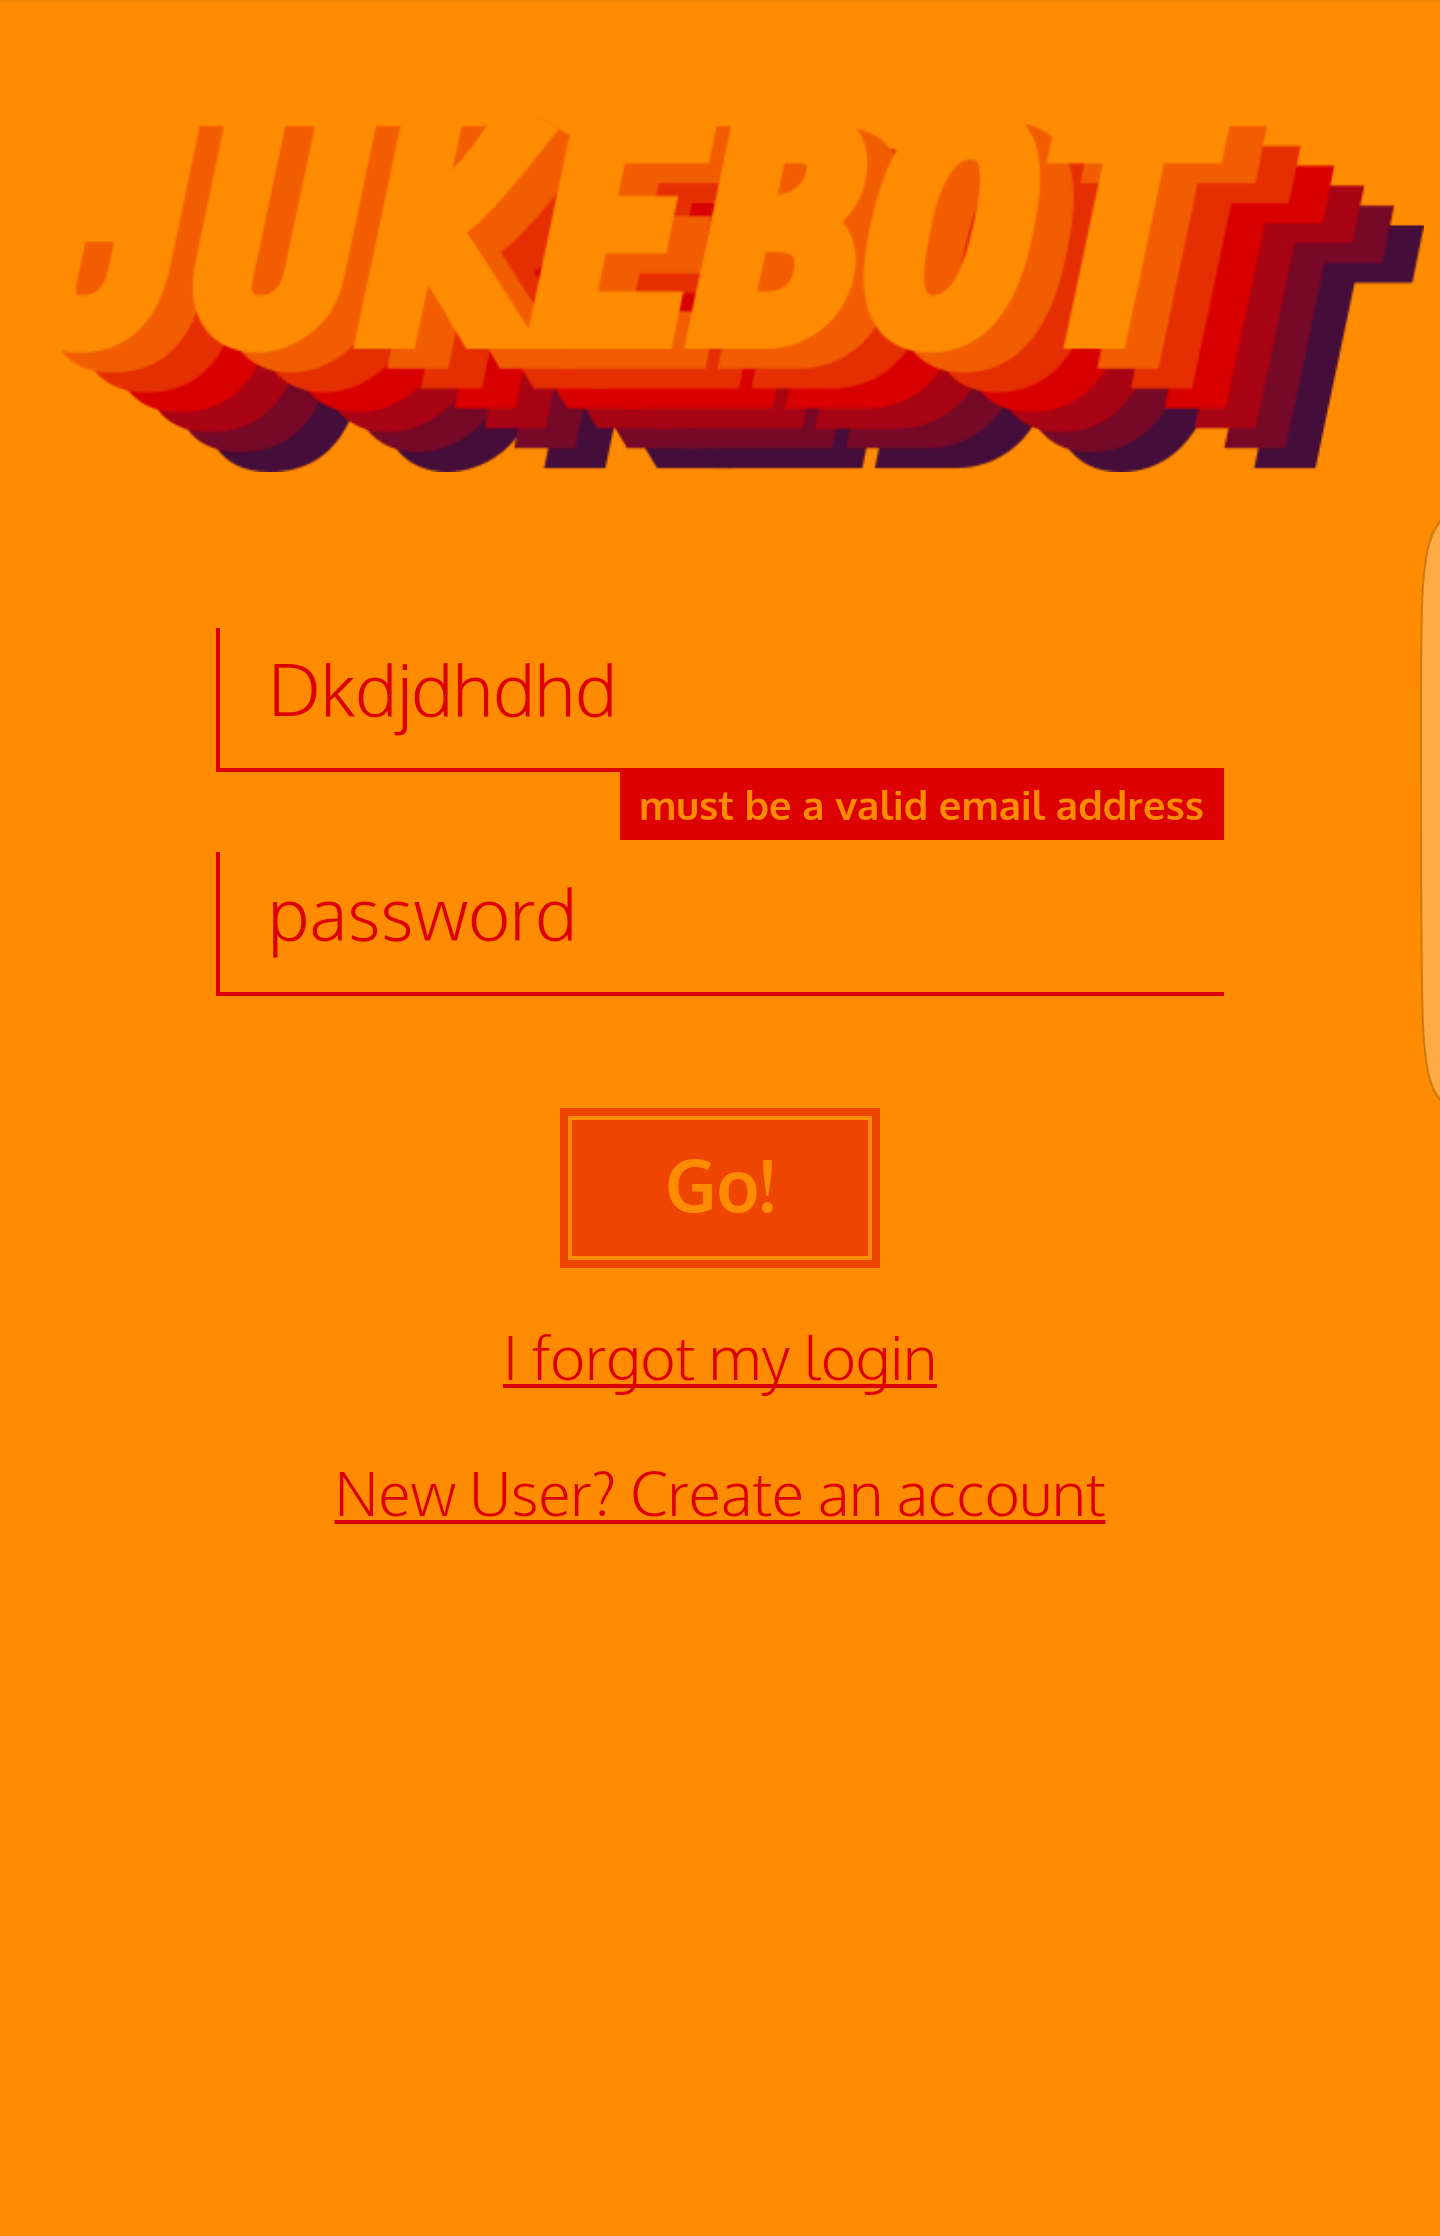 JUKEBOT
Dkdjdhdhd
must be a valid email address
password
Go!
I forgot my login
New User? Create an account